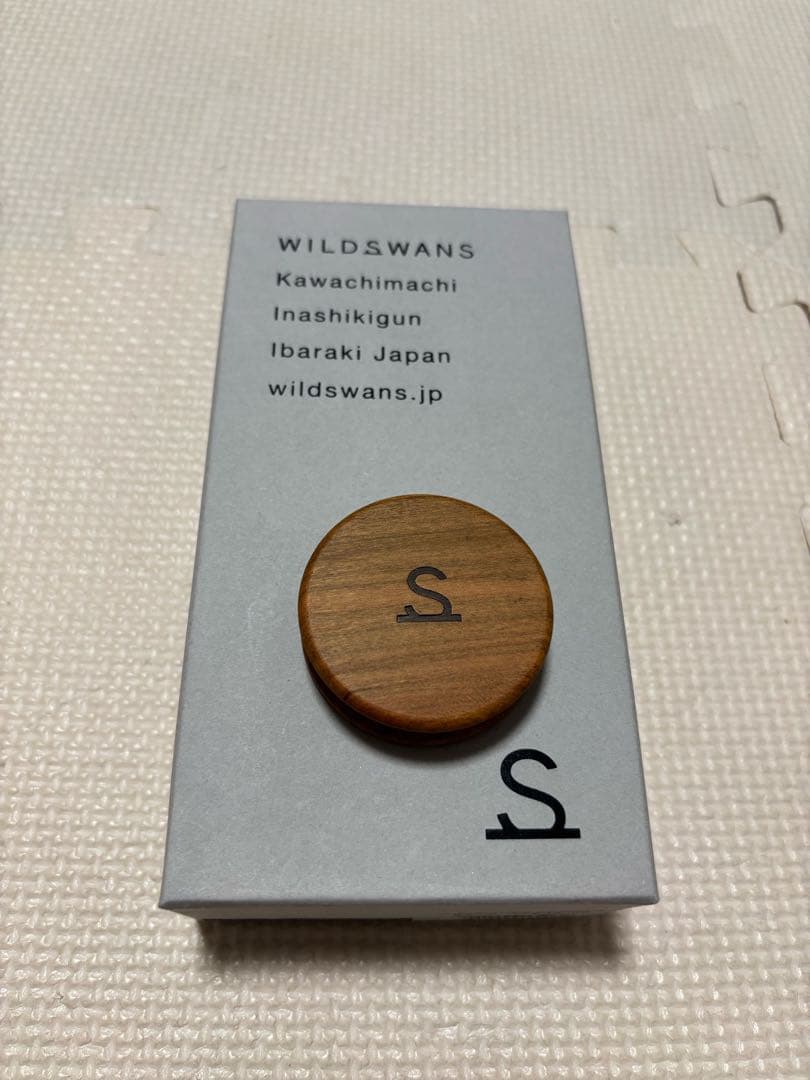 WILDSWANS
Kawachimachi
Inashikigun
Ibaraki Japan
wildswans.jp
S
S